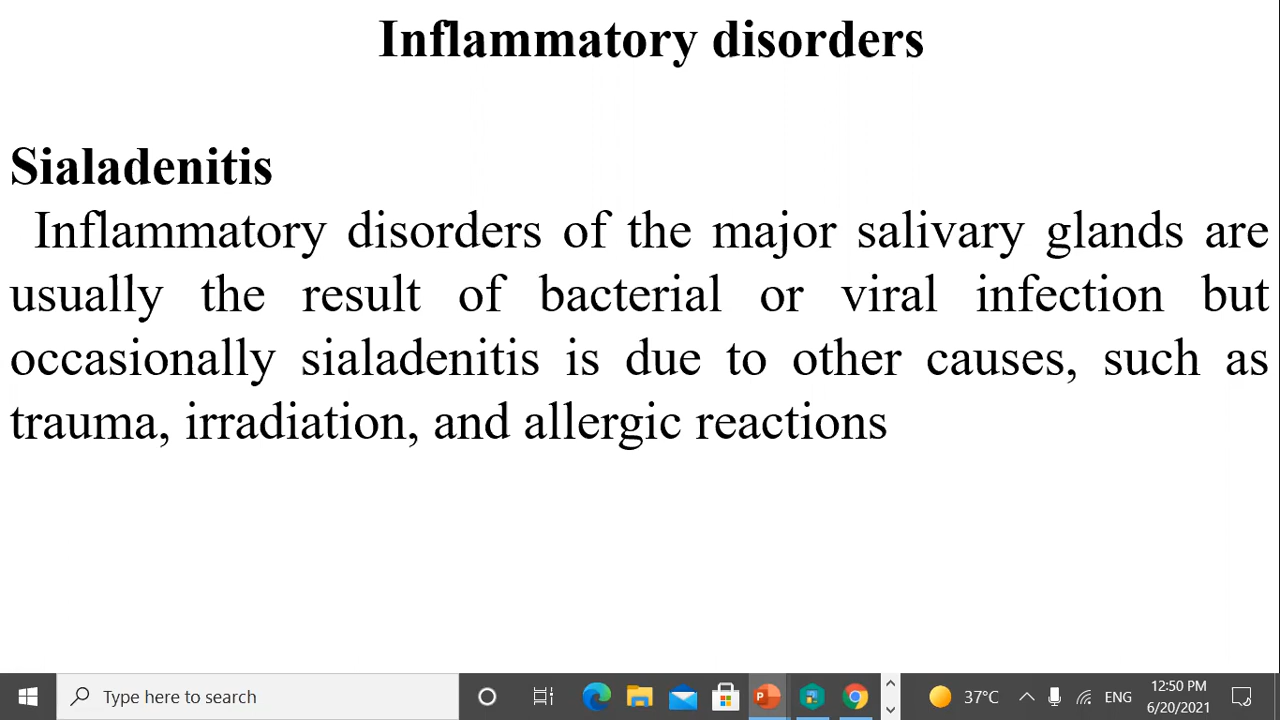 Inflammatory disorders
Sialadenitis
Inflammatory disorders of the major salivary glands are
usually the result of bacterial or viral infection but
occasionally sialadenitis is due to other causes, such as
trauma, irradiation, and allergic reactions
Type here to search
37°C
ENG
12:50 PM
6/20/2021